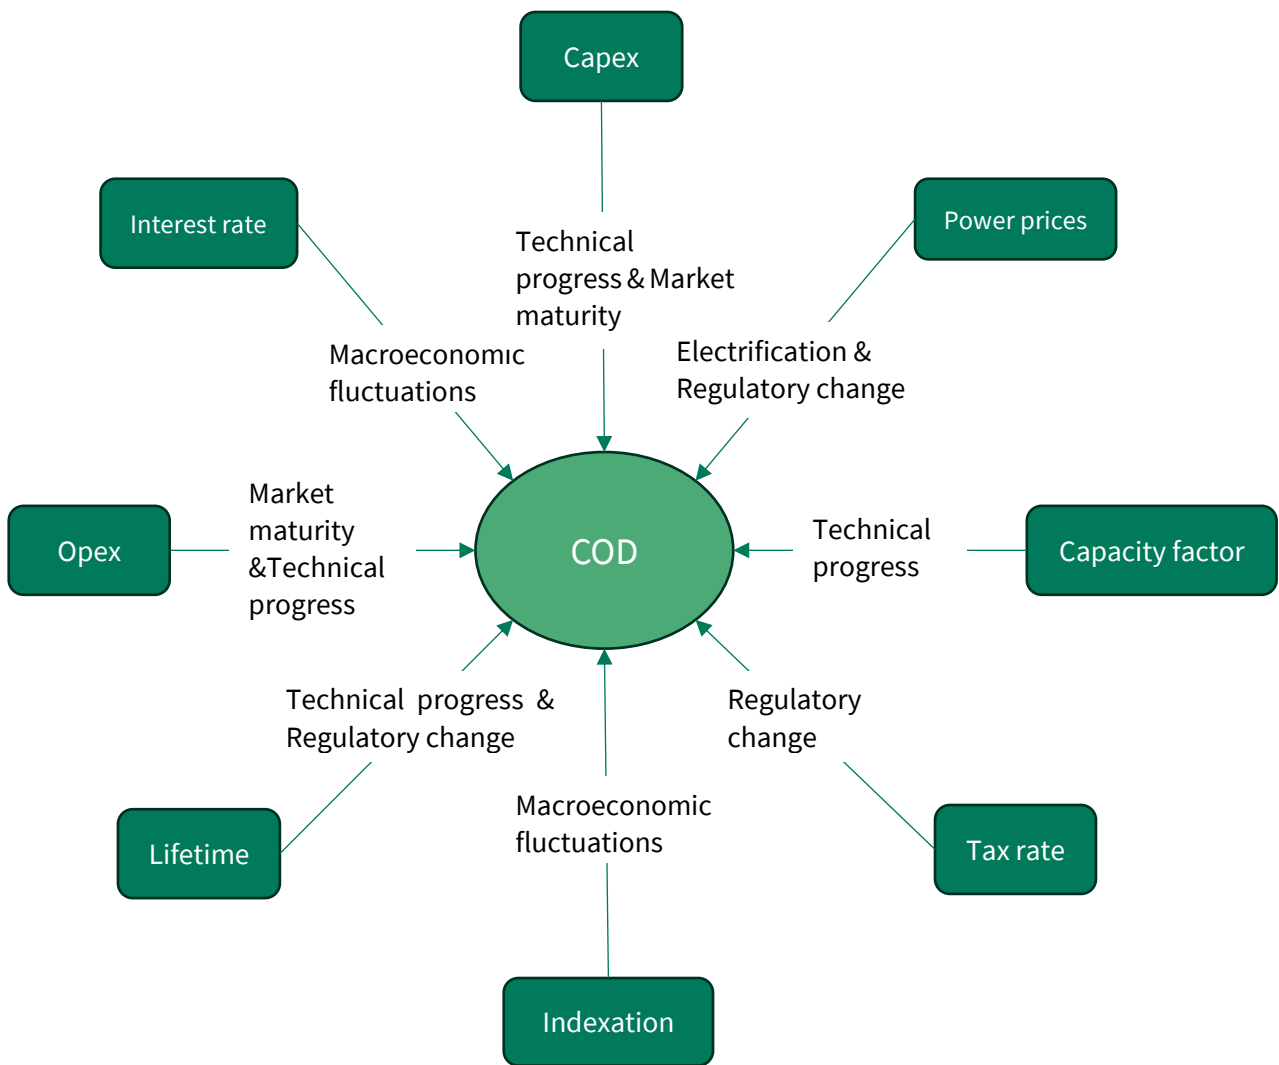 Capex
Interest rate
Power prices
Technical
progress & Market
maturity
Macroeconomic
fluctuations
Electrification &
Regulatory change
Opex
Market
maturity
&Technical
progress
COD
Technical
progress
Capacity factor
Technical progress &
Regulatory change
Regulatory
change
Macroeconomic
fluctuations
Lifetime
Tax rate
Indexation